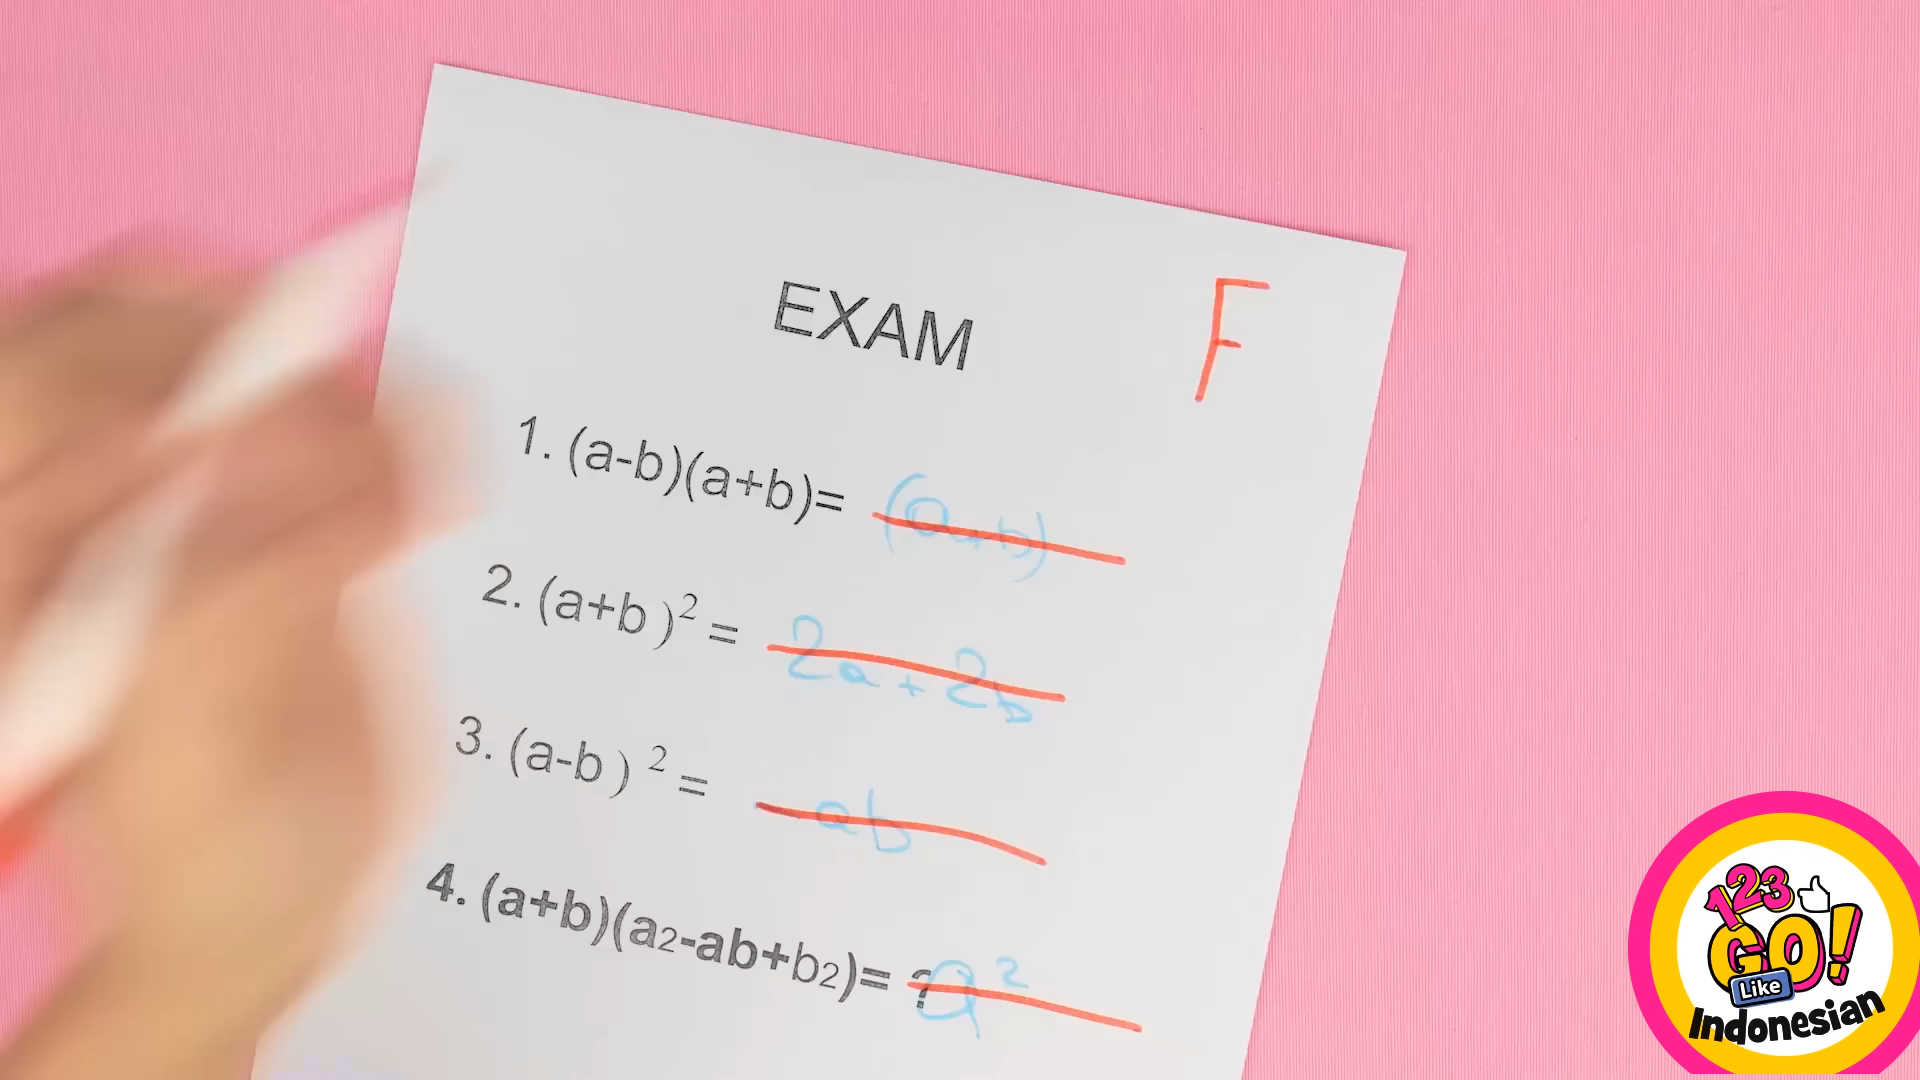 EXAM
F
1. (a-b)(a+b)= (a+b)
2. (a+b)² = 2a+2b
3. (a-b)² = ab
4. (a+b)(a2-ab+b2)= ? a²
123
GO!
Like
Indonesian